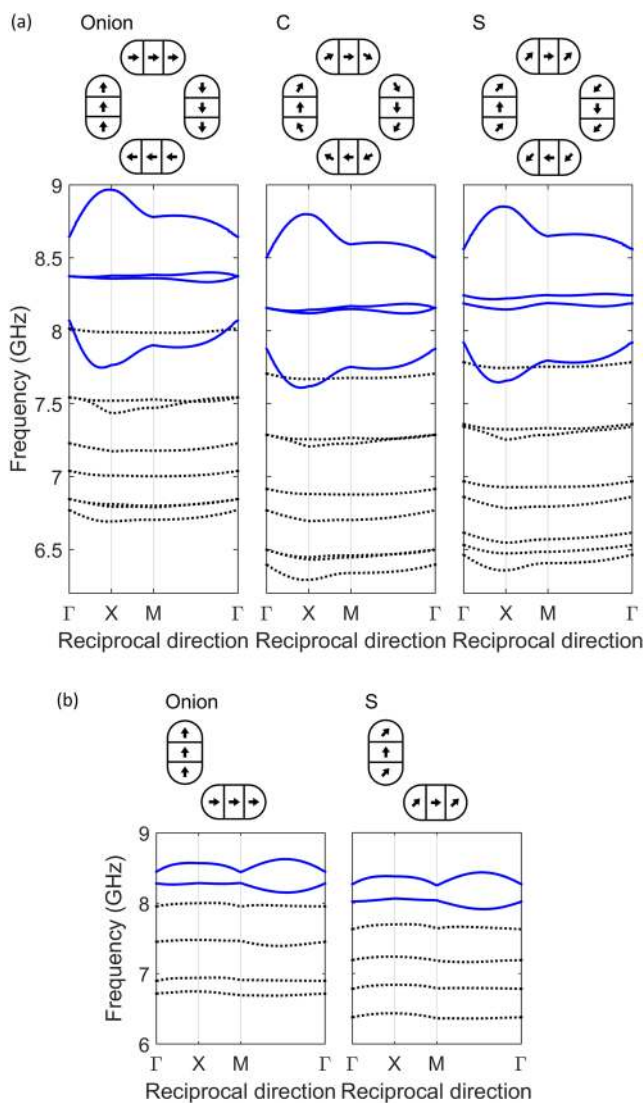 (a) Onion C S
9
8.5
8
7.5
7
6.5
Frequency (GHz)
Γ X M Γ Γ X M Γ Γ X M Γ
Reciprocal direction Reciprocal direction Reciprocal direction
(b) Onion S
9
8
7
6
Frequency (GHz)
Γ X M Γ Γ X M Γ
Reciprocal direction Reciprocal direction